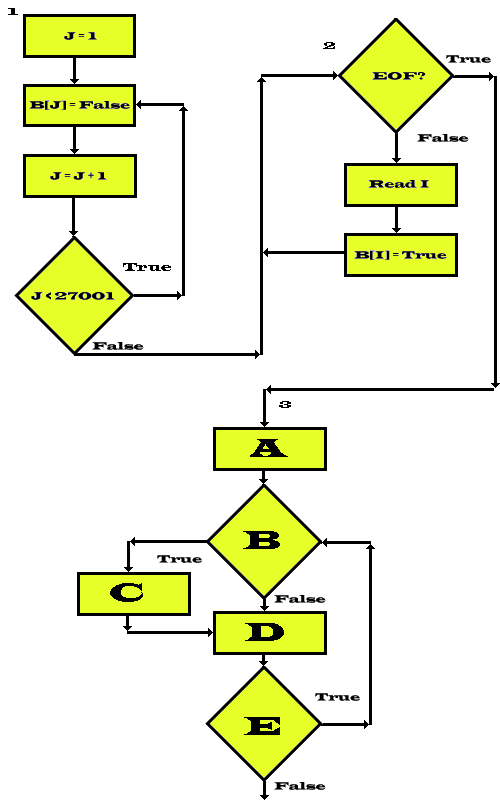 1
J = 1
B[J] = False
J = J + 1
J < 27001
True
False
2
EOF?
True
False
Read I
B[I] = True
3
A
B
True
False
C
D
E
True
False